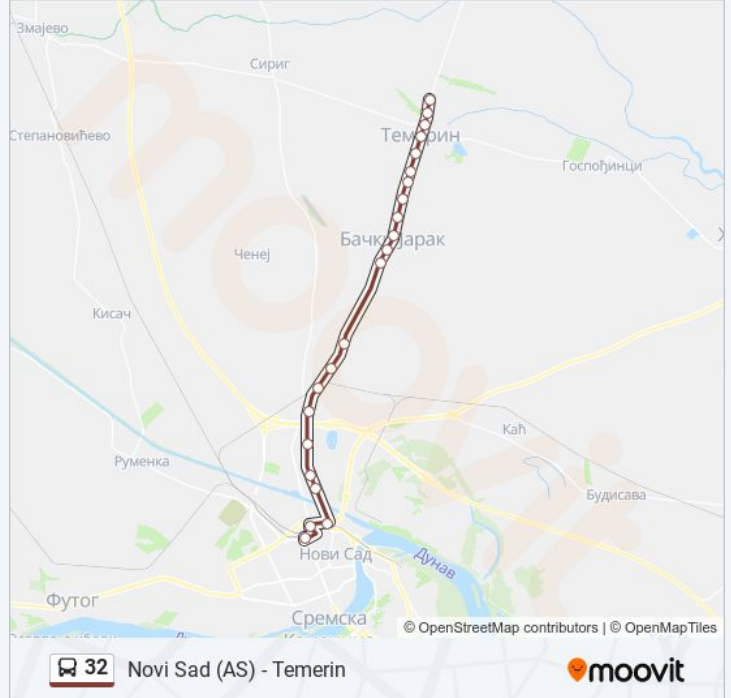 Змајево
Сириг
Степановићево
Темерин
Госпођинци
Бачки Јарак
Ченеј
Кисач
Каћ
Руменка
Будисава
Нови Сад
Дунав
Футог
Сремска
© OpenStreetMap contributors | © OpenMapTiles
32 Novi Sad (AS) - Temerin
moovit